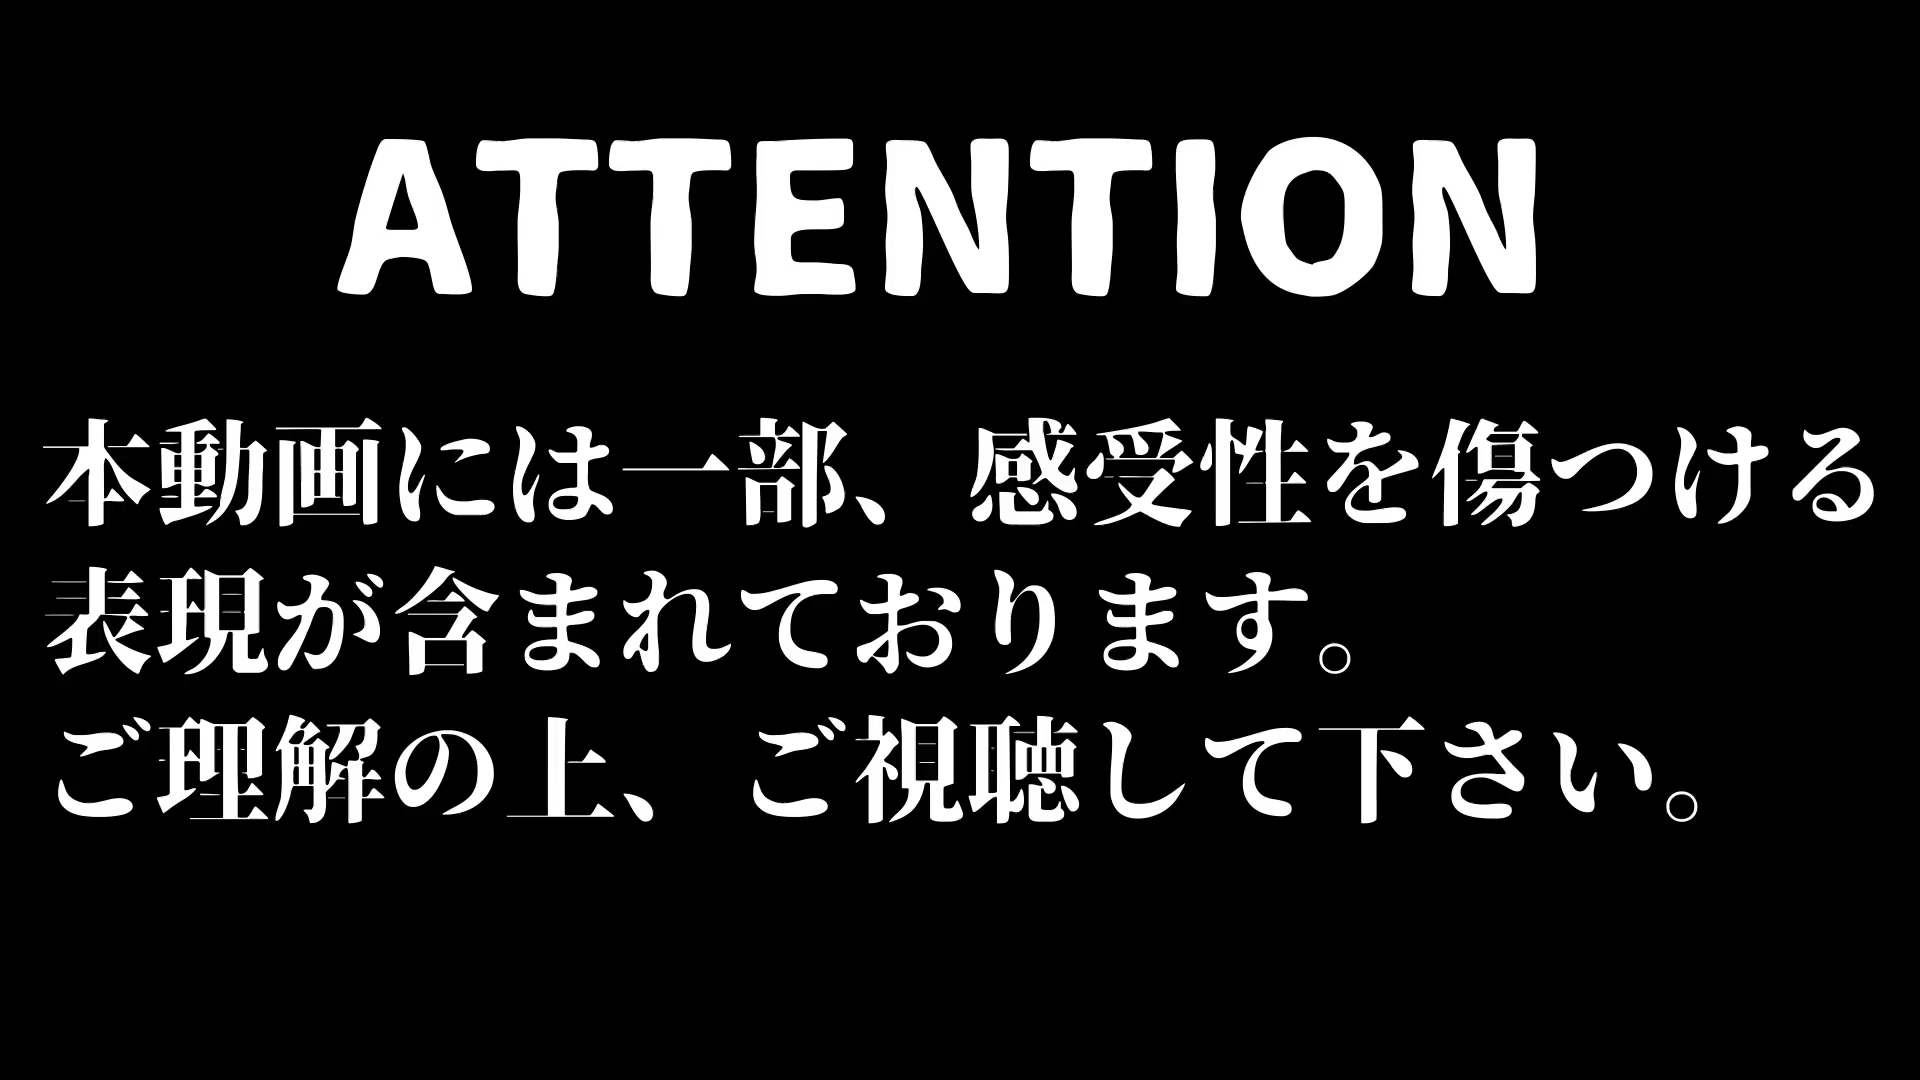 ATTENTION
本動画には一部、感受性を傷つける
表現が含まれております。
ご理解の上、ご視聴して下さい。